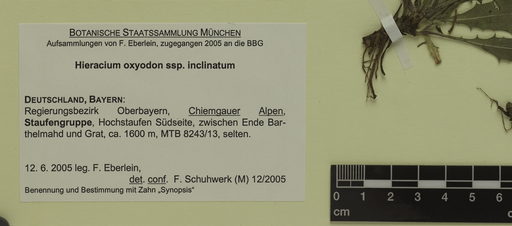 BOTANISCHE STAATSSAMMLUNG MÜNCHEN
Aufsammlungen von F. Eberlein, zugegangen 2005 an die BBG
Hieracium oxyodon ssp. inclinatum
DEUTSCHLAND, BAYERN:
Regierungsbezirk Oberbayern, Chiemgauer Alpen,
Staufengruppe, Hochstaufen Südseite, zwischen Ende Bar-
thelmahd und Grat, ca. 1600 m, MTB 8243/13, selten.
12. 6. 2005 leg. F. Eberlein,
det. conf. F. Schuhwerk (M) 12/2005
Benennung und Bestimmung mit Zahn „Synopsis“
0 1 2 3 4 5 6
cm